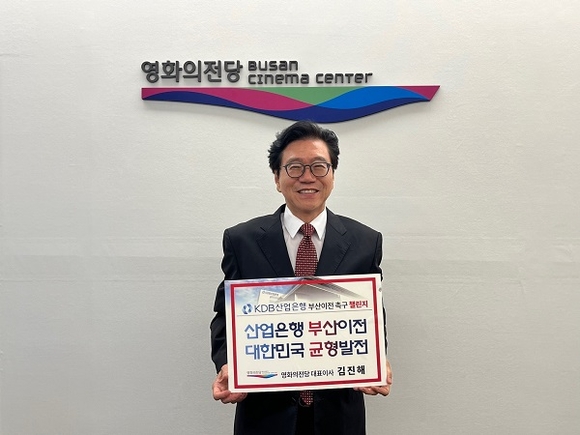 영화의전당 BUSAN CINEMA CENTER
KDB산업은행 부산이전 촉구 챌린지
산업은행 부산이전
대한민국 균형발전
영화의전당 대표이사 김진해